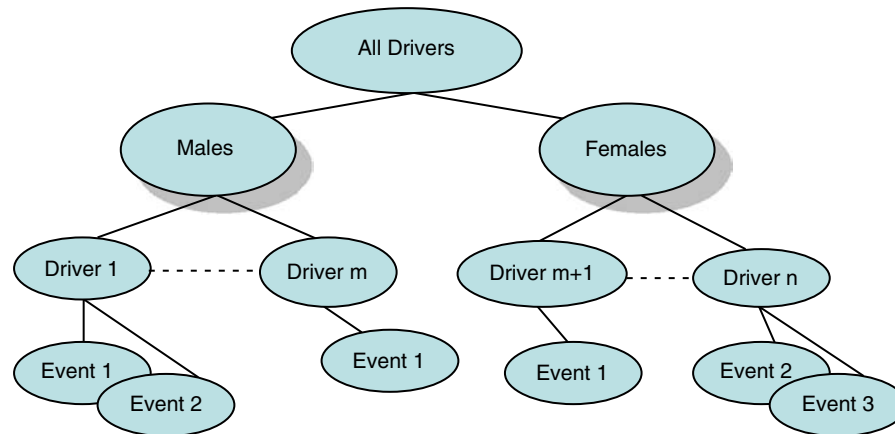 All Drivers
Males
Females
Driver 1
Driver m
Driver m+1
Driver n
Event 1
Event 2
Event 1
Event 1
Event 2
Event 3